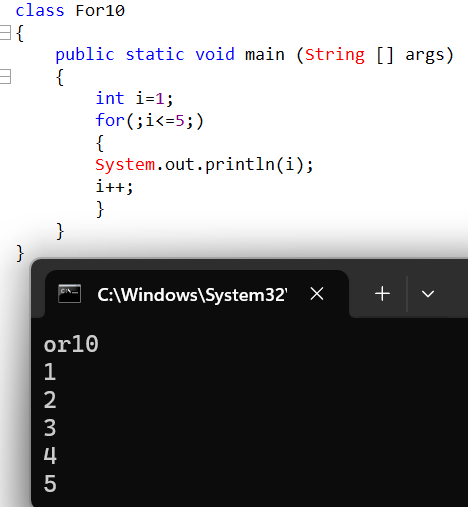 class For10
{
public static void main (String [] args)
{
int i=1;
for(;i<=5;)
{
System.out.println(i);
i++;
}
}
}
C:\Windows\System32\
or10
1
2
3
4
5